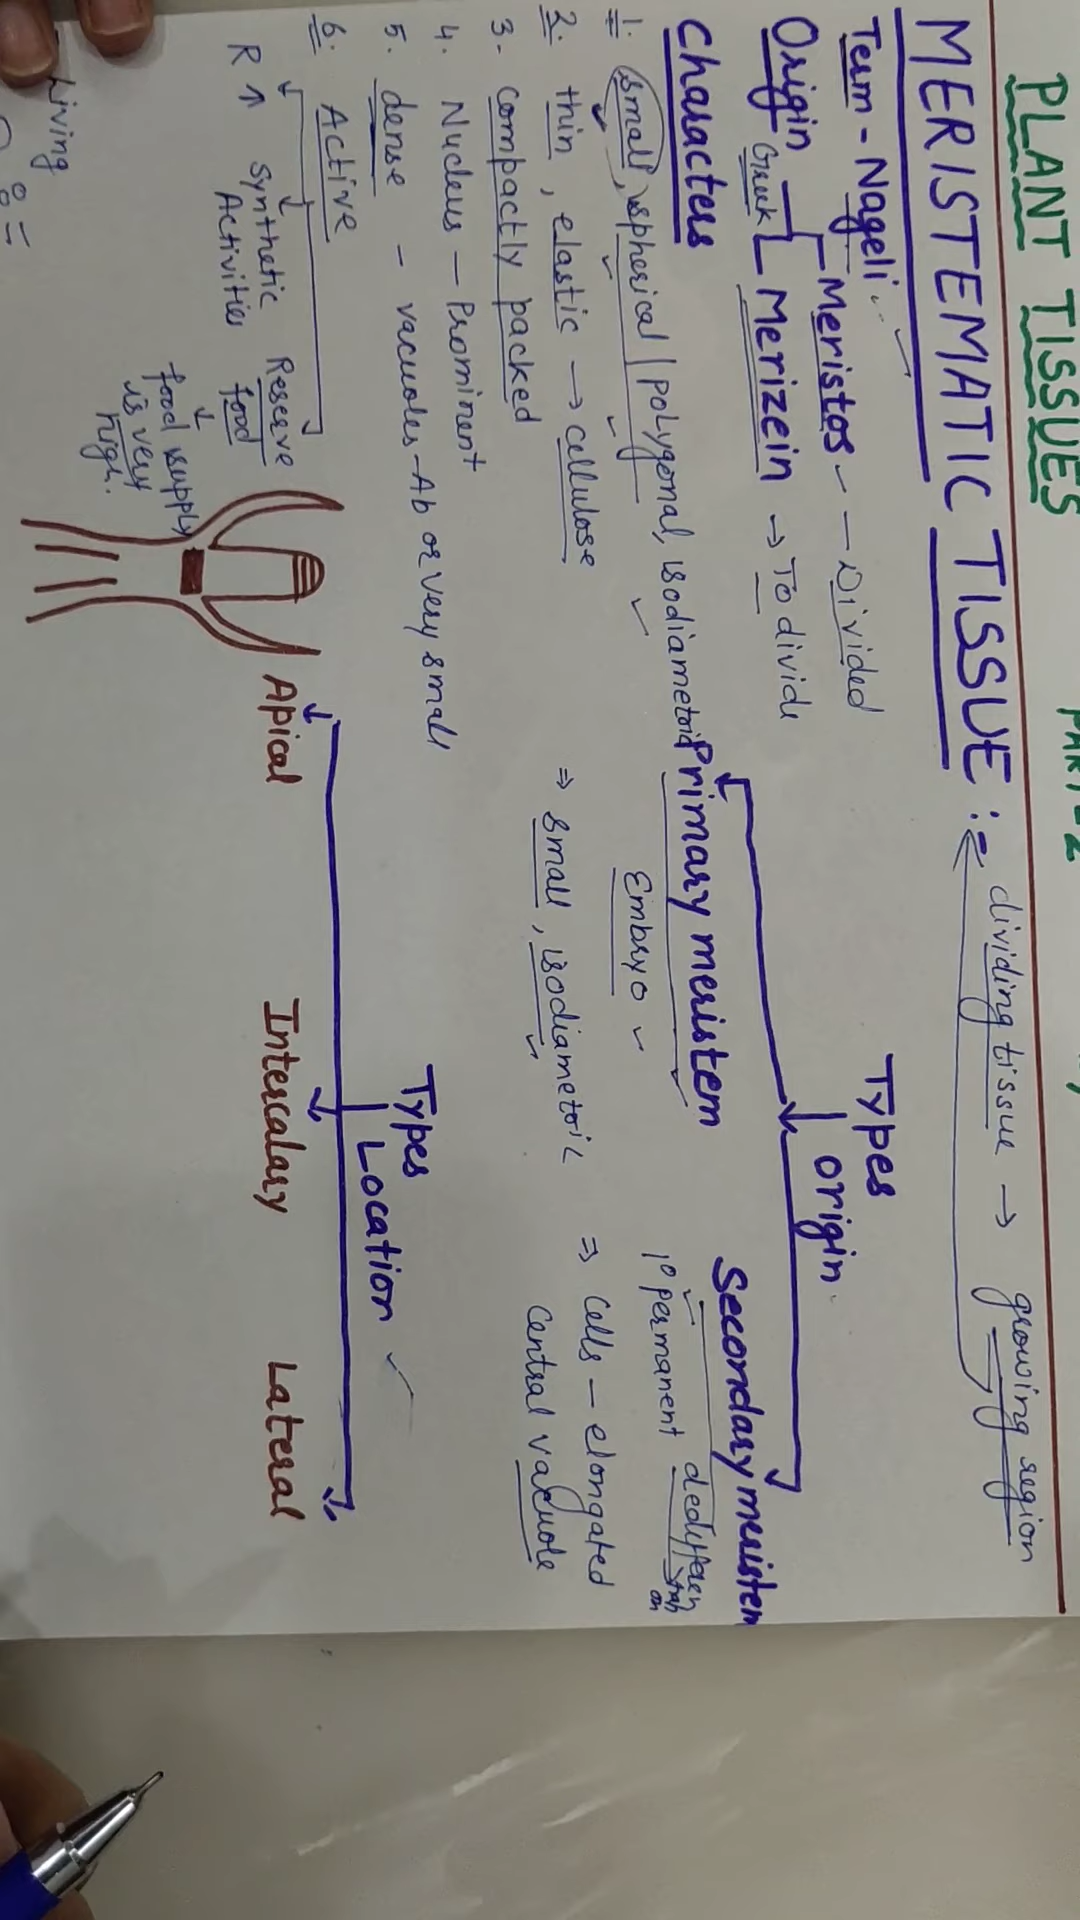 PLANT TISSUES PART-2
MERISTEMATIC TISSUE :- dividing tissue → growing region
Term - Nageli
Origin Meristos - Divided
Greek Merizein → To divide
Characters
1. small, spherical / polygonal, isodiametric
2. thin, elastic → cellulose
3. compactly packed
4. Nucleus - Prominent
5. dense - vacuoles - Ab or very small
6. Active
R ↑ Synthetic Activities Reserve food
food supply is very high.
Living
Types
origin
Primary meristem Secondary meristem
Embryo 1° permanent dedifferentiation
⇒ small, isodiametric ⇒ Cells - elongated
Central vacuole
Types
Location
Apical Intercalary Lateral